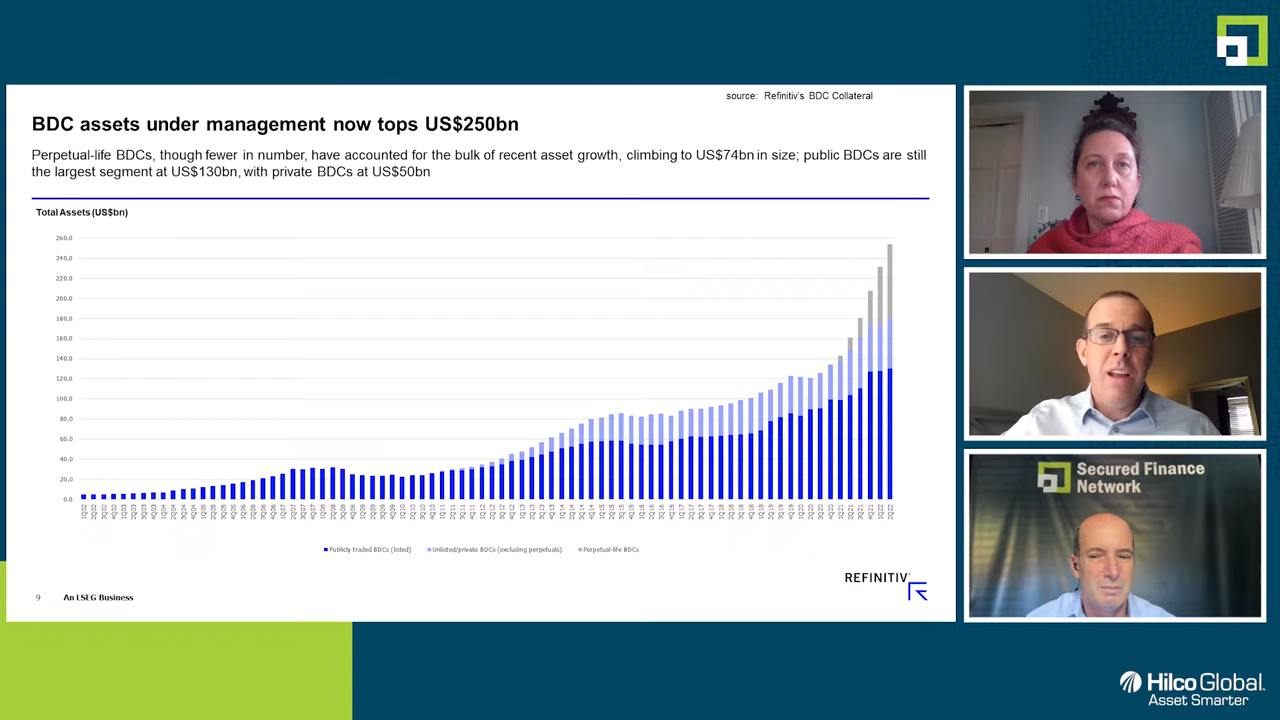 source: Refinitiv's BDC Collateral
BDC assets under management now tops US$250bn
Perpetual-life BDCs, though fewer in number, have accounted for the bulk of recent asset growth, climbing to US$74bn in size; public BDCs are still
the largest segment at US$130bn, with private BDCs at US$50bn
Total Assets (US$bn)
260.0
240.0
220.0
200.0
180.0
160.0
140.0
120.0
100.0
80.0
60.0
40.0
20.0
0.0
Publicly traded BDCs (listed) Unlisted/private BDCs (excluding perpetuals) Perpetual-life BDCs
REFINITIV
9 An LSEG Business
Secured Finance
Network
Hilco Global
Asset Smarter